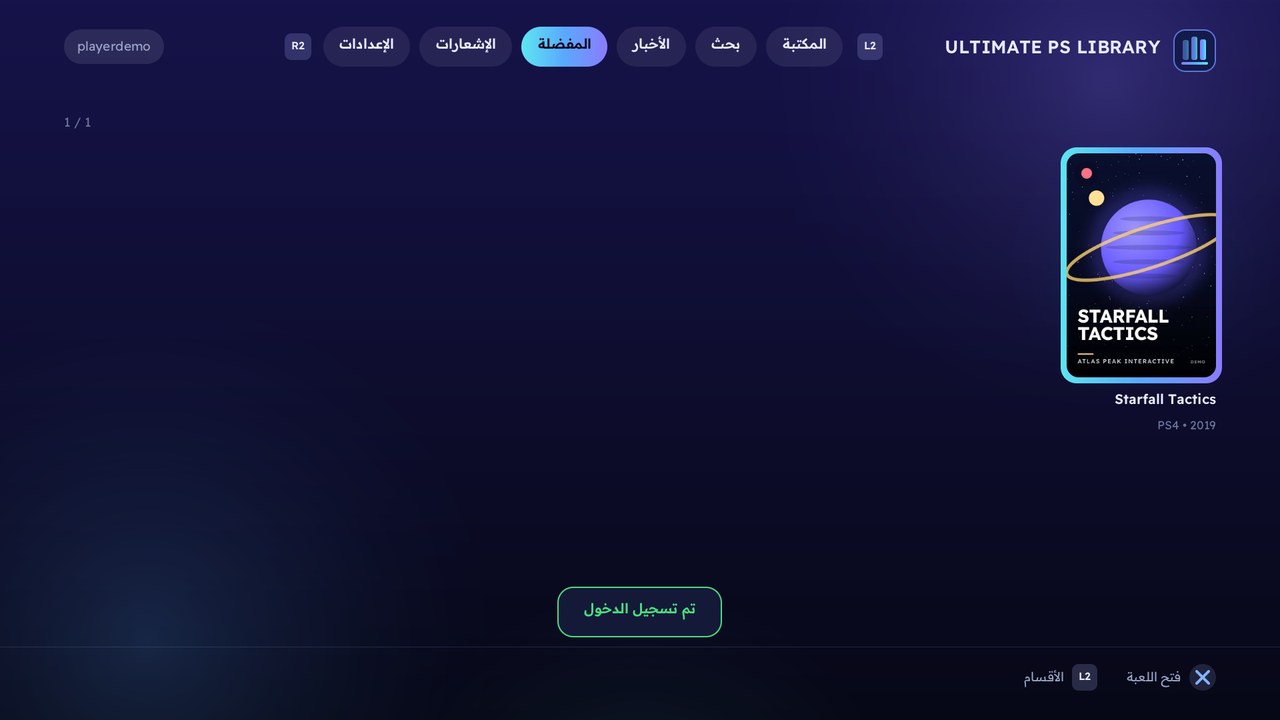 ULTIMATE PS LIBRARY
L2
المكتبة
بحث
الأخبار
المفضلة
الإشعارات
الإعدادات
R2
playerdemo
1 / 1
STARFALL
TACTICS
ATLAS PEAK INTERACTIVE
DEMO
Starfall Tactics
PS4 • 2019
تم تسجيل الدخول
فتح اللعبة
L2
الأقسام